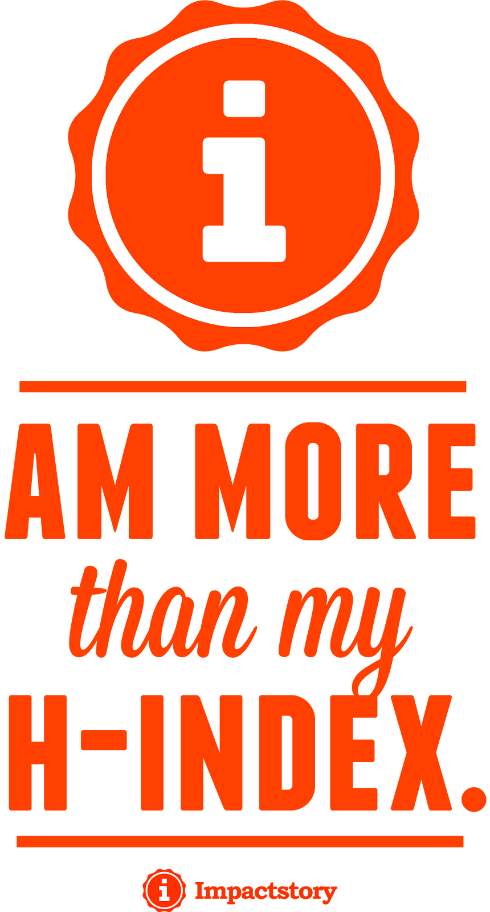 i
AM MORE
than my
H-INDEX.
i Impactstory